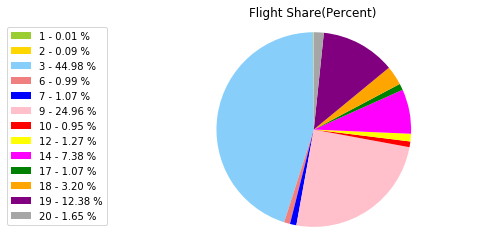 Flight Share(Percent)
1 - 0.01 %
2 - 0.09 %
3 - 44.98 %
6 - 0.99 %
7 - 1.07 %
9 - 24.96 %
10 - 0.95 %
12 - 1.27 %
14 - 7.38 %
17 - 1.07 %
18 - 3.20 %
19 - 12.38 %
20 - 1.65 %